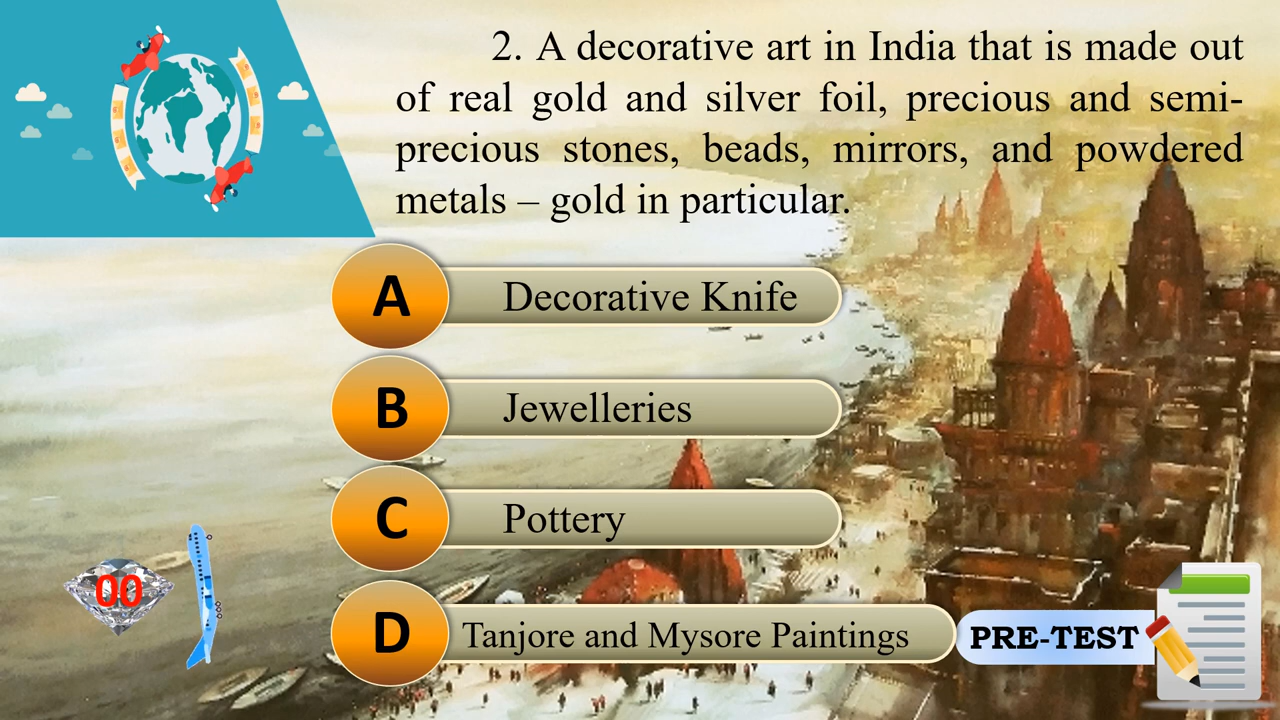 2. A decorative art in India that is made out
of real gold and silver foil, precious and semi-
precious stones, beads, mirrors, and powdered
metals – gold in particular.
A Decorative Knife
B Jewelleries
C Pottery
D Tanjore and Mysore Paintings
00
PRE-TEST